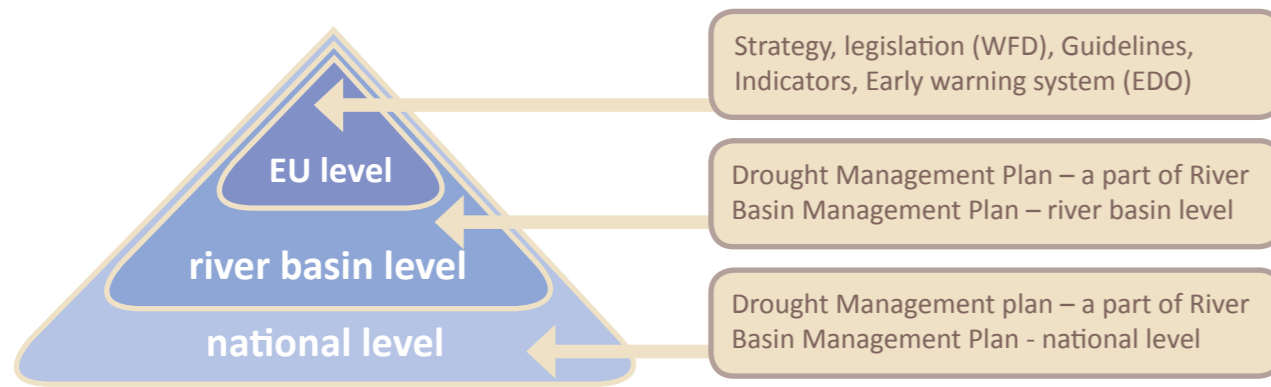 Strategy, legislation (WFD), Guidelines,
Indicators, Early warning system (EDO)
EU level
Drought Management Plan – a part of River
Basin Management Plan – river basin level
river basin level
Drought Management plan – a part of River
Basin Management Plan - national level
national level